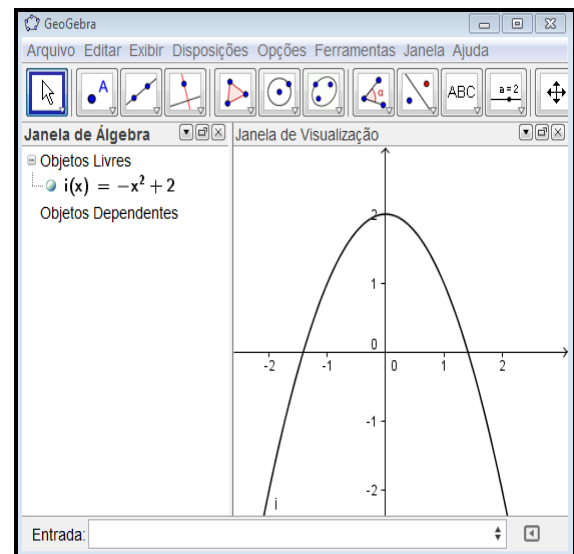 GeoGebra
Arquivo Editar Exibir Disposições Opções Ferramentas Janela Ajuda
A
α
ABC
a=2
Janela de Álgebra
Janela de Visualização
Objetos Livres
i(x) = −x² + 2
Objetos Dependentes
2
1
0
-2 -1 0 1 2
-1
-2
i
Entrada: